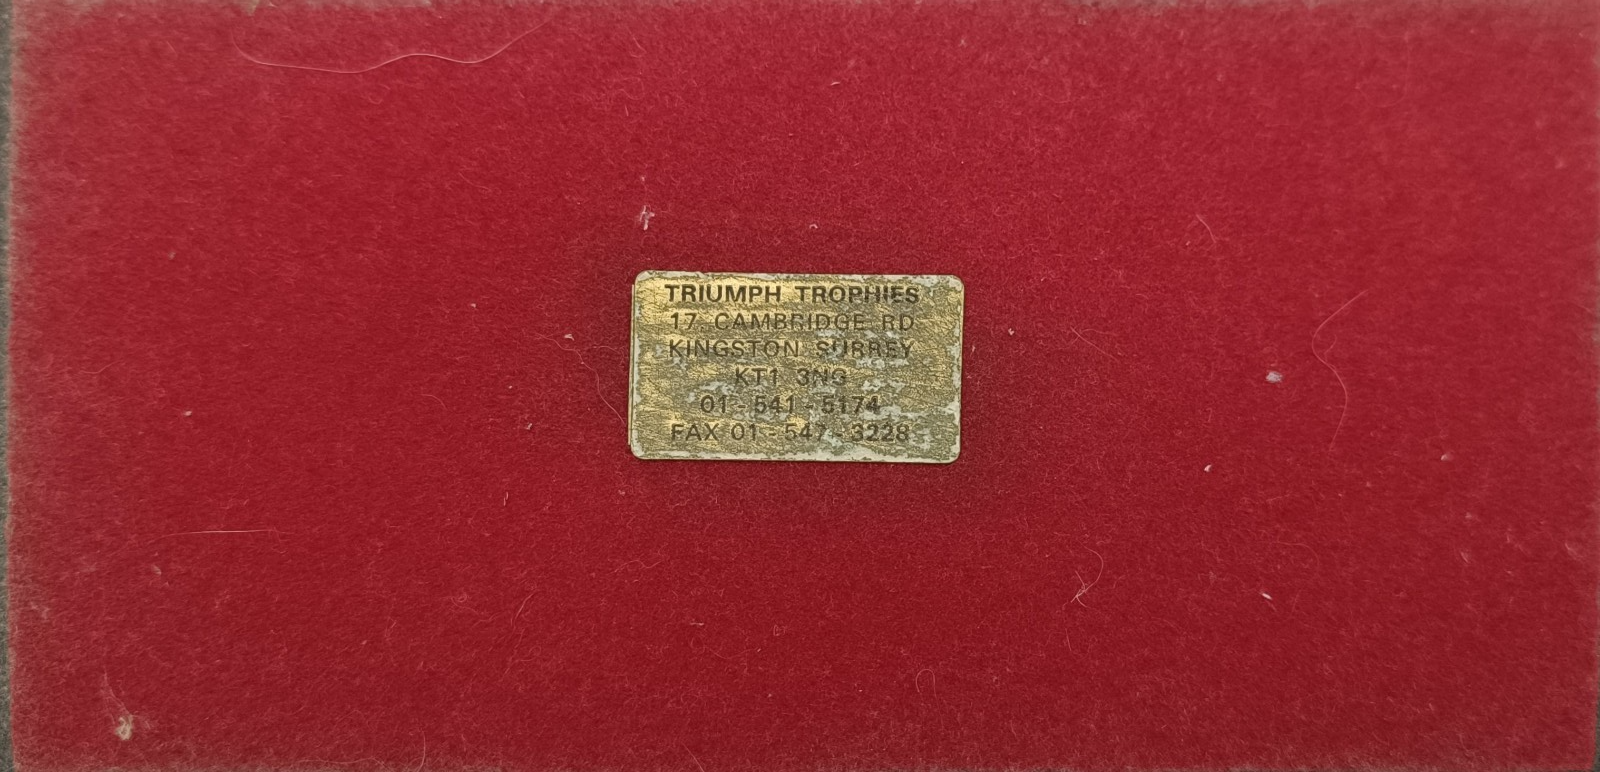 TRIUMPH TROPHIES
17, CAMBRIDGE RD
KINGSTON SURREY
KT1 3NG
01 - 541 - 5174
FAX 01 - 547 - 3228